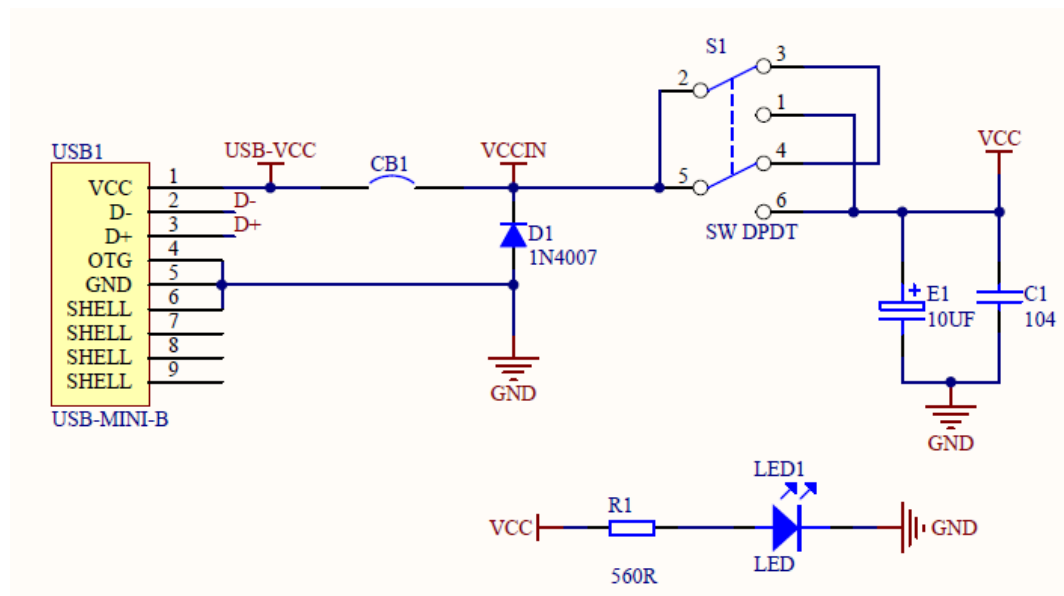 S1
3
2
1
USB1
USB-VCC
CB1
VCCIN
4
VCC
VCC
1
D-
2
D-
D+
3
D+
5
6
SW DPDT
OTG
4
D1
1N4007
GND
5
SHELL
6
E1
10UF
C1
104
SHELL
7
SHELL
8
SHELL
9
USB-MINI-B
GND
GND
LED1
R1
VCC
GND
560R
LED